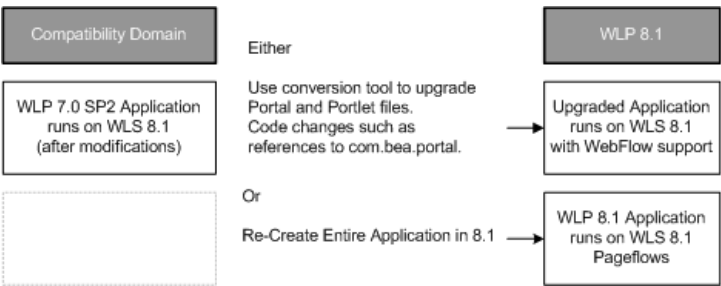 Compatibility Domain
WLP 8.1
Either
WLP 7.0 SP2 Application
runs on WLS 8.1
(after modifications)
Use conversion tool to upgrade
Portal and Portlet files.
Code changes such as
references to com.bea.portal.
Upgraded Application
runs on WLS 8.1
with WebFlow support
Or
Re-Create Entire Application in 8.1
WLP 8.1 Application
runs on WLS 8.1
Pageflows